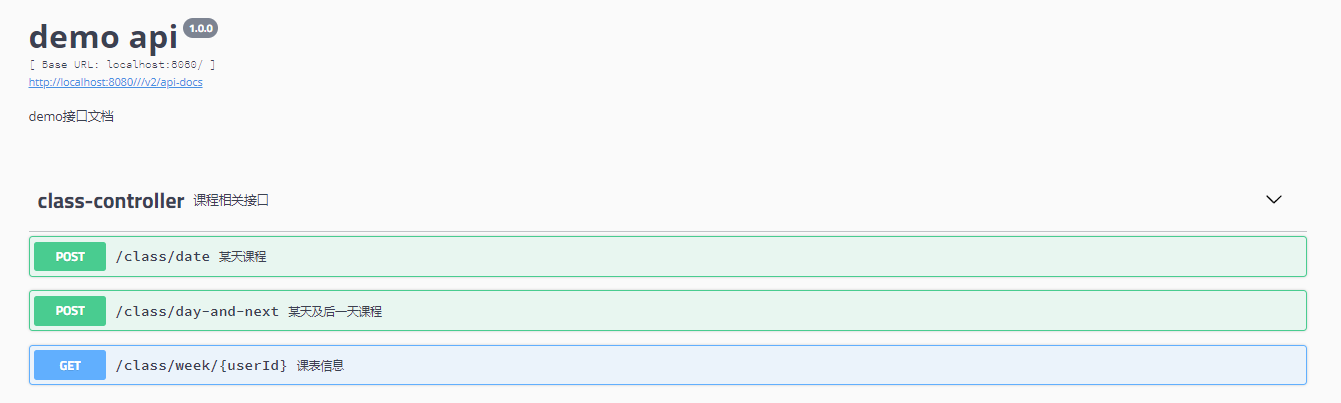 demo api 1.0.0
[ Base URL: localhost:8080/ ]
http://localhost:8080///v2/api-docs
demo接口文档
class-controller 课程相关接口
POST /class/date 某天课程
POST /class/day-and-next 某天及后一天课程
GET /class/week/{userId} 课表信息